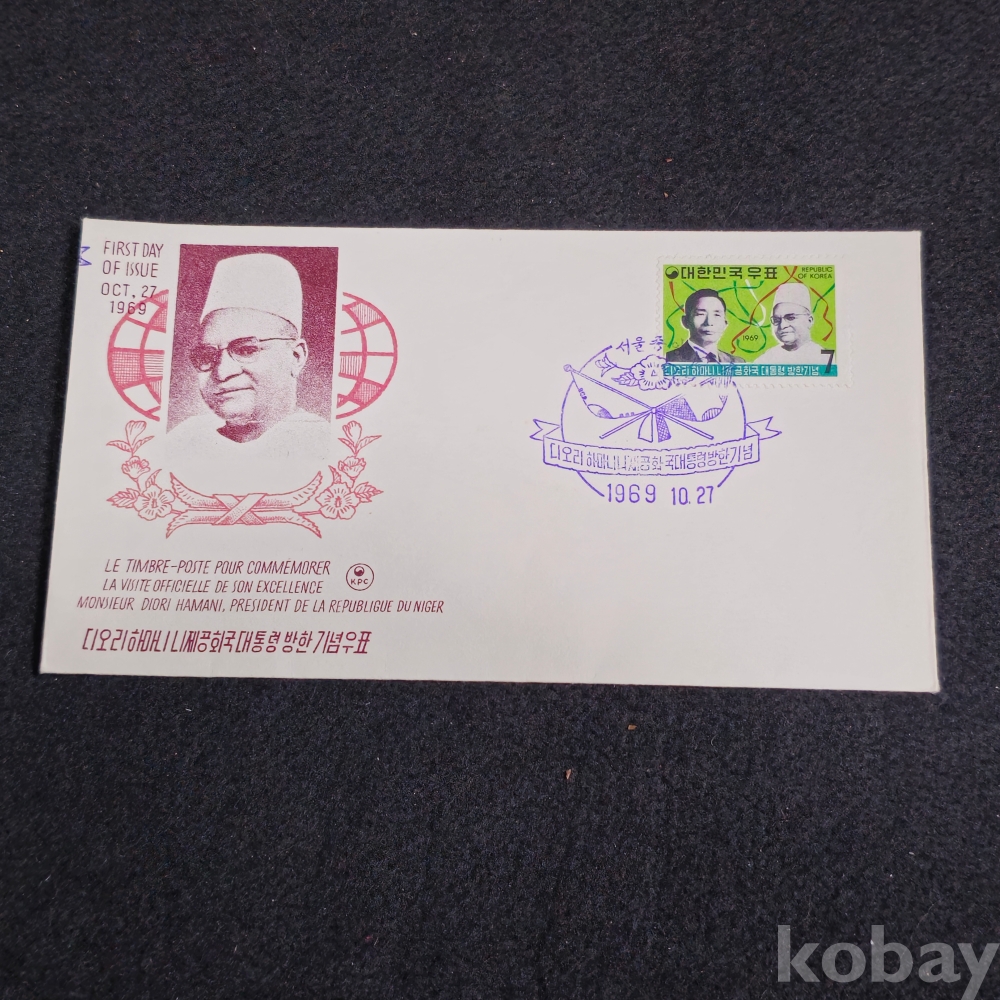 FIRST DAY
OF ISSUE
OCT. 27
1969
M
LE TIMBRE-POSTE POUR COMMÉMORER
LA VISITE OFFICIELLE DE SON EXCELLENCE
MONSIEUR DIORI HAMANI, PRESIDENT DE LA REPUBLIQUE DU NIGER
KPC
디오리 하마니 니제공화국 대통령 방한 기념우표
대한민국우표
REPUBLIC
OF KOREA
1969
7
디오리 하마니 니제공화국 대통령 방한기념
서울
디오리 하마니 니제공화국대통령방한기념
1969 10. 27
kobay